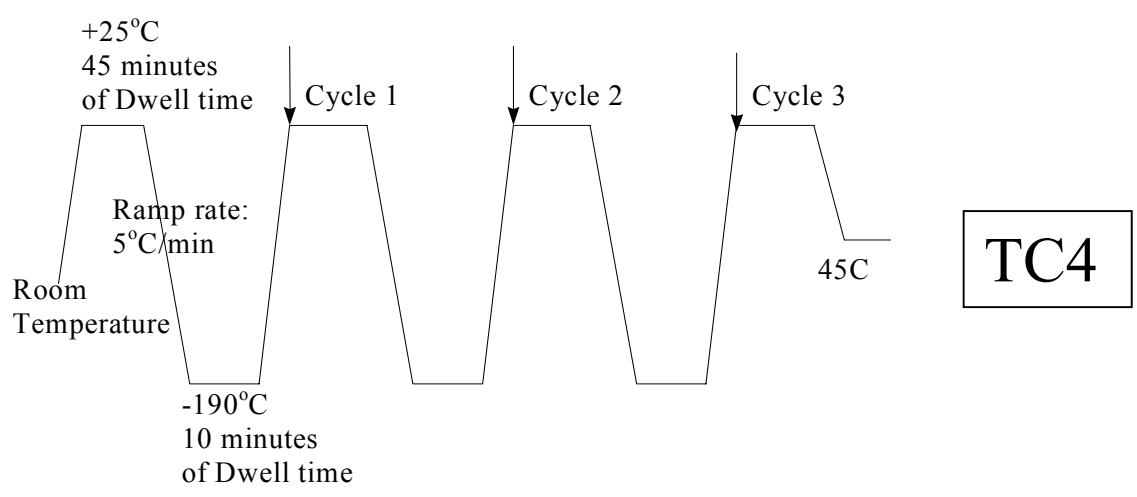 +25°C
45 minutes
of Dwell time
Cycle 1
Cycle 2
Cycle 3
Ramp rate:
5°C/min
Room
Temperature
45C
TC4
-190°C
10 minutes
of Dwell time